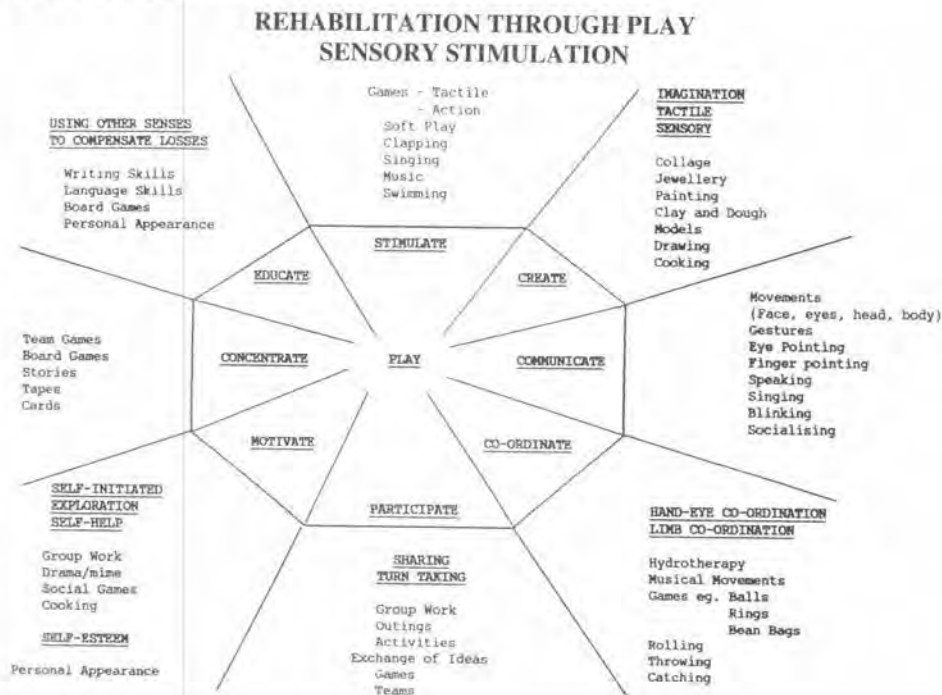 REHABILITATION THROUGH PLAY
SENSORY STIMULATION
Games - Tactile
- Action
Soft Play
Clapping
Singing
Music
Swimming
IMAGINATION
TACTILE
SENSORY
Collage
Jewellery
Painting
Clay and Dough
Models
Drawing
Cooking
USING OTHER SENSES
TO COMPENSATE LOSSES
Writing Skills
Language Skills
Board Games
Personal Appearance
STIMULATE
EDUCATE
CREATE
Movements
(Face, eyes, head, body)
Gestures
Eye Pointing
Finger pointing
Speaking
Singing
Blinking
Socialising
Team Games
Board Games
Stories
Tapes
Cards
CONCENTRATE
PLAY
COMMUNICATE
MOTIVATE
CO-ORDINATE
PARTICIPATE
SELF-INITIATED
EXPLORATION
SELF-HELP
Group Work
Drama/mime
Social Games
Cooking
SELF-ESTEEM
Personal Appearance
SHARING
TURN TAKING
Group Work
Outings
Activities
Exchange of Ideas
Games
Teams
HAND-EYE CO-ORDINATION
LIMB CO-ORDINATION
Hydrotherapy
Musical Movements
Games eg. Balls
Rings
Bean Bags
Rolling
Throwing
Catching